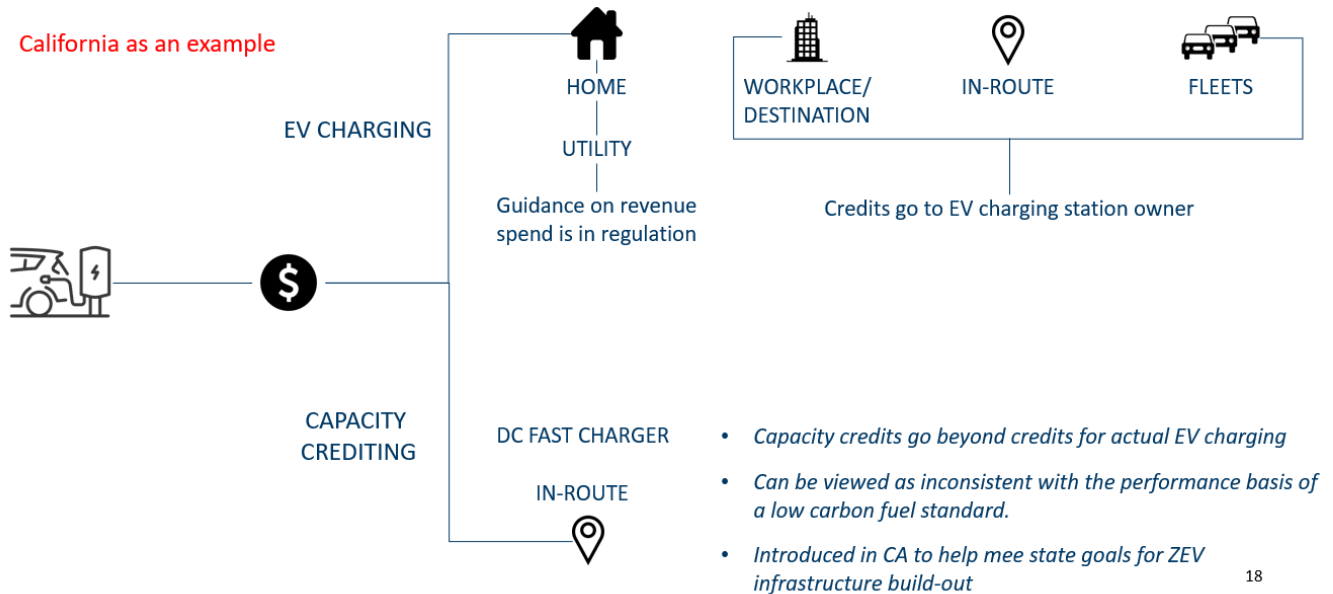 California as an example
EV CHARGING
HOME
UTILITY
Guidance on revenue
spend is in regulation
WORKPLACE/
DESTINATION
IN-ROUTE
FLEETS
Credits go to EV charging station owner
$
CAPACITY
CREDITING
DC FAST CHARGER
IN-ROUTE
• Capacity credits go beyond credits for actual EV charging
• Can be viewed as inconsistent with the performance basis of
a low carbon fuel standard.
• Introduced in CA to help mee state goals for ZEV
infrastructure build-out
18